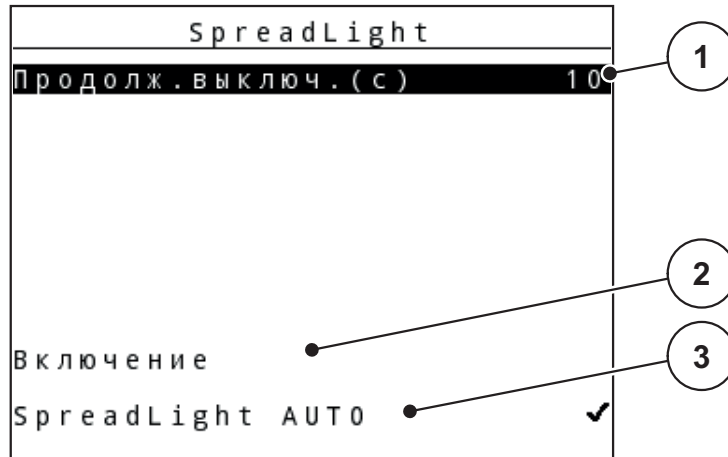 SpreadLight
Продолж.выключ.(с) 10
1
2
Включение
3
SpreadLight AUTO ✔